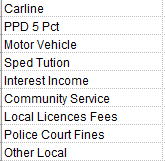 Carline
PPD 5 Pct
Motor Vehicle
Sped Tution
Interest Income
Community Service
Local Licences Fees
Police Court Fines
Other Local